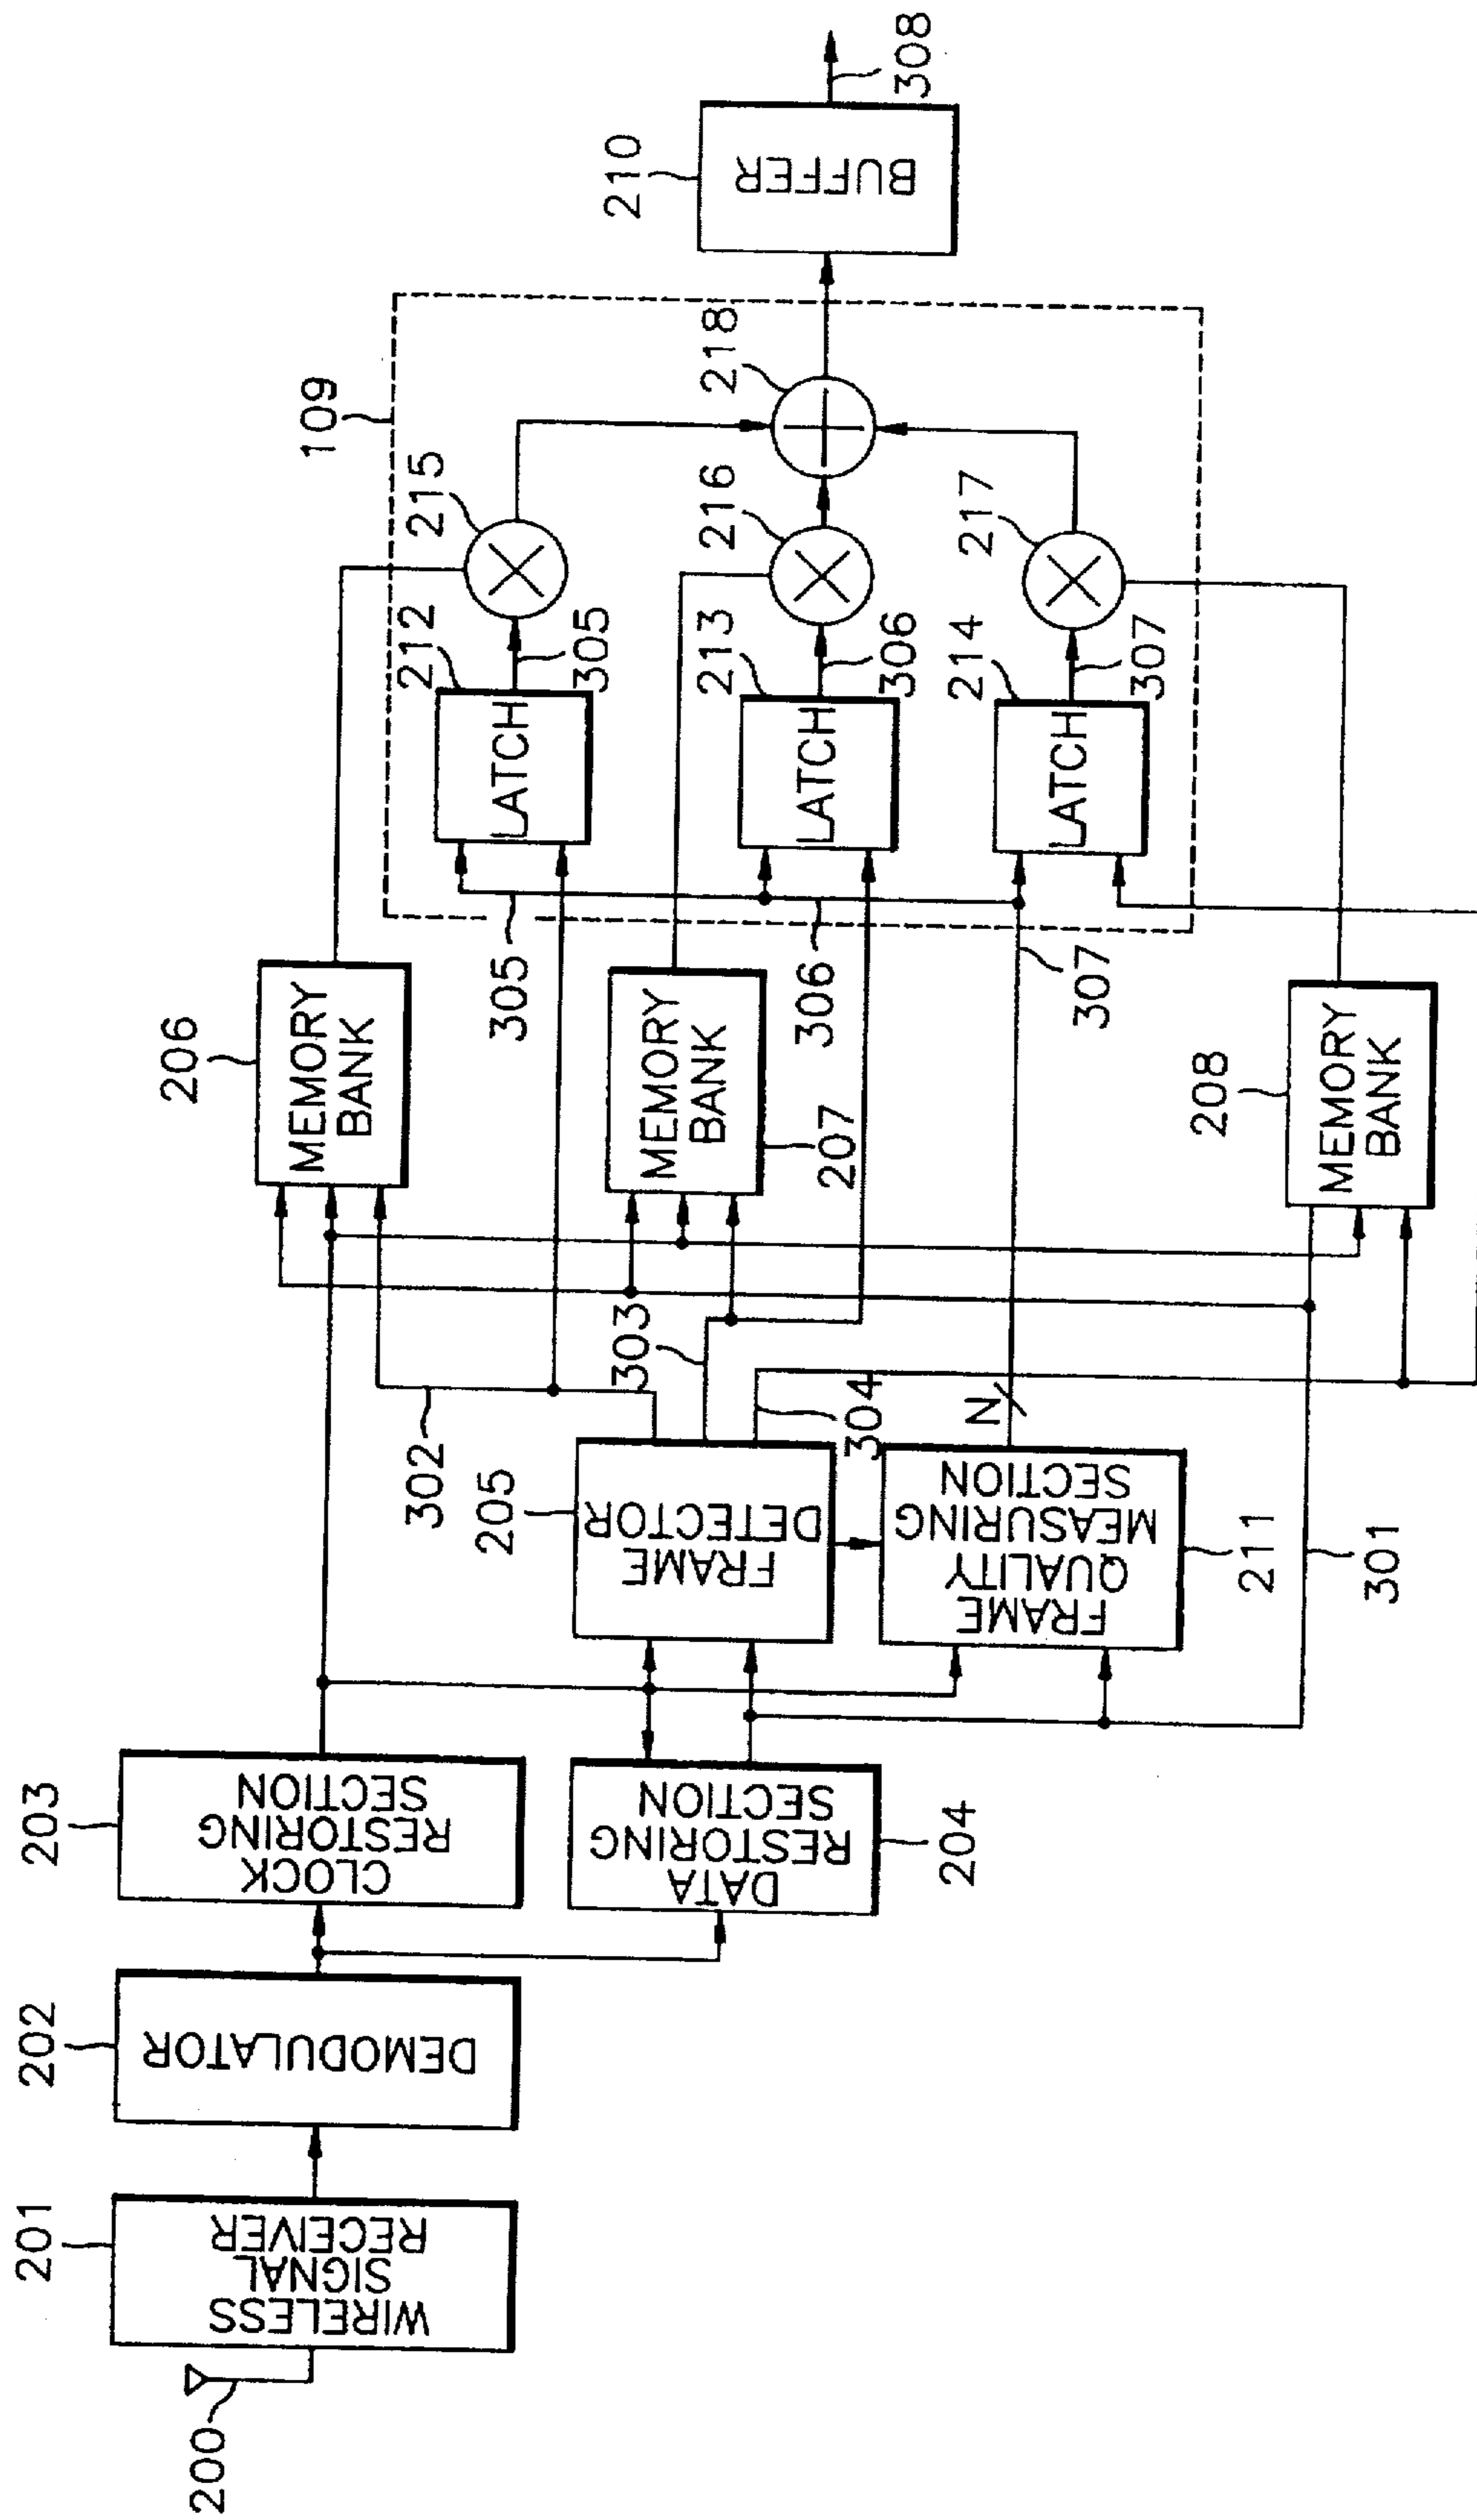 200
201
WIRELESS
SIGNAL
RECEIVER
202
DEMODULATOR
203
CLOCK
RESTORING
SECTION
DATA
RESTORING
SECTION
204
302
205
FRAME
DETECTOR
303
304
FRAME
QUALITY
MEASURING
SECTION
211
N
301
206
MEMORY
BANK
MEMORY
BANK
207
208
MEMORY
BANK
305
306
307
109
212
LATCH
305
213
LATCH
306
214
LATCH
307
215
216
217
218
210
BUFFER
308